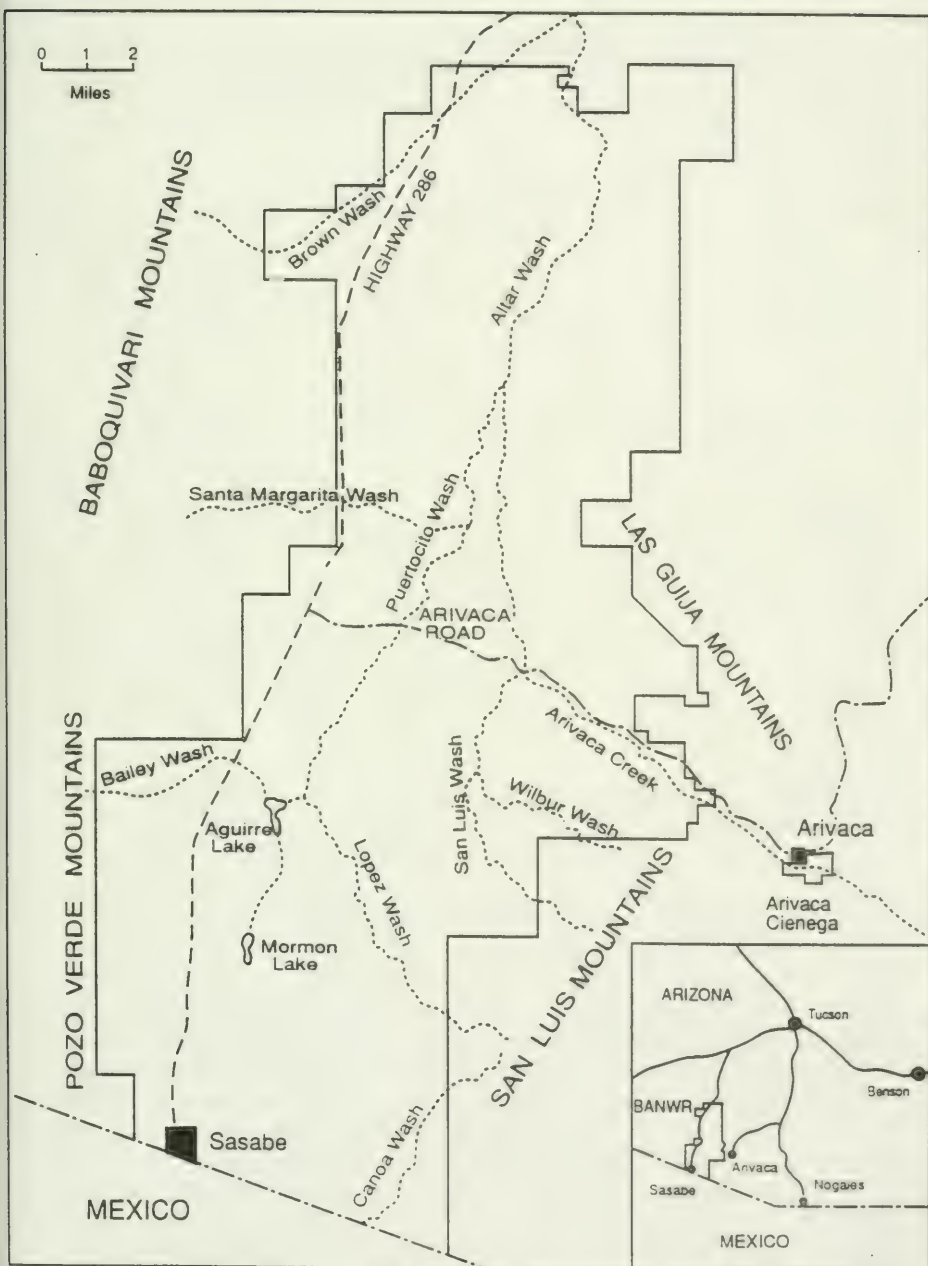 0 1 2
Miles
BABOQUIVARI MOUNTAINS
Brown Wash
HIGHWAY 286
Altar Wash
Santa Margarita Wash
Puertocito Wash
LAS GUIJA MOUNTAINS
ARIVACA
ROAD
POZO VERDE MOUNTAINS
Bailey Wash
Aguirre
Lake
San Luis Wash
Arivaca Creek
Wilbur Wash
Lopez Wash
Arivaca
Arivaca
Cienega
Mormon
Lake
SAN LUIS MOUNTAINS
Canoa Wash
Sasabe
MEXICO
ARIZONA
Tucson
Benson
BANWR
Arivaca
Sasabe
Nogales
MEXICO